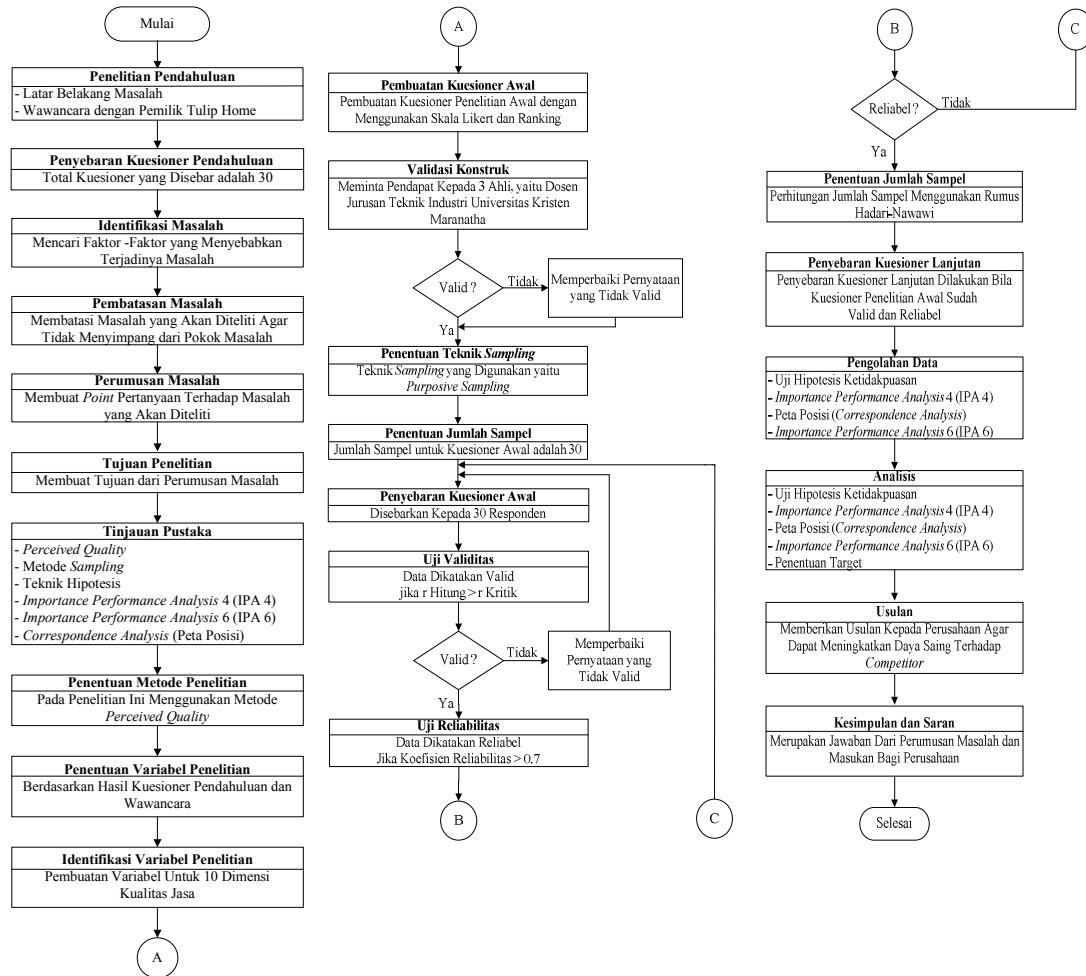 Mulai
Penelitian Pendahuluan
- Latar Belakang Masalah
- Wawancara dengan Pemilik Tulip Home
Penyebaran Kuesioner Pendahuluan
Total Kuesioner yang Disebar adalah 30
Identifikasi Masalah
Mencari Faktor -Faktor yang Menyebabkan
Terjadinya Masalah
Pembatasan Masalah
Membatasi Masalah yang Akan Diteliti Agar
Tidak Menyimpang dari Pokok Masalah
Perumusan Masalah
Membuat Point Pertanyaan Terhadap Masalah
yang Akan Diteliti
Tujuan Penelitian
Membuat Tujuan dari Perumusan Masalah
Tinjauan Pustaka
- Perceived Quality
- Metode Sampling
- Teknik Hipotesis
- Importance Performance Analysis 4 (IPA 4)
- Importance Performance Analysis 6 (IPA 6)
- Correspondence Analysis (Peta Posisi)
Penentuan Metode Penelitian
Pada Penelitian Ini Menggunakan Metode
Perceived Quality
Penentuan Variabel Penelitian
Berdasarkan Hasil Kuesioner Pendahuluan dan
Wawancara
Identifikasi Variabel Penelitian
Pembuatan Variabel Untuk 10 Dimensi
Kualitas Jasa
A
A
Pembuatan Kuesioner Awal
Pembuatan Kuesioner Penelitian Awal dengan
Menggunakan Skala Likert dan Ranking
Validasi Konstruk
Meminta Pendapat Kepada 3 Ahli, yaitu Dosen
Jurusan Teknik Industri Universitas Kristen
Maranatha
Valid ?
Tidak
Memperbaiki Pernyataan
yang Tidak Valid
Ya
Penentuan Teknik Sampling
Teknik Sampling yang Digunakan yaitu
Purposive Sampling
Penentuan Jumlah Sampel
Jumlah Sampel untuk Kuesioner Awal adalah 30
Penyebaran Kuesioner Awal
Disebarkan Kepada 30 Responden
Uji Validitas
Data Dikatakan Valid
jika r Hitung > r Kritik
Valid ?
Tidak
Memperbaiki
Pernyataan yang
Tidak Valid
Ya
Uji Reliabilitas
Data Dikatakan Reliabel
Jika Koefisien Reliabilitas > 0.7
B
C
B
C
Reliabel ?
Tidak
Ya
Penentuan Jumlah Sampel
Perhitungan Jumlah Sampel Menggunakan Rumus
Hadari-Nawawi
Penyebaran Kuesioner Lanjutan
Penyebaran Kuesioner Lanjutan Dilakukan Bila
Kuesioner Penelitian Awal Sudah
Valid dan Reliabel
Pengolahan Data
- Uji Hipotesis Ketidakpuasan
- Importance Performance Analysis 4 (IPA 4)
- Peta Posisi (Correspondence Analysis)
- Importance Performance Analysis 6 (IPA 6)
Analisis
- Uji Hipotesis Ketidakpuasan
- Importance Performance Analysis 4 (IPA 4)
- Peta Posisi (Correspondence Analysis)
- Importance Performance Analysis 6 (IPA 6)
- Penentuan Target
Usulan
Memberikan Usulan Kepada Perusahaan Agar
Dapat Meningkatkan Daya Saing Terhadap
Competitor
Kesimpulan dan Saran
Merupakan Jawaban Dari Perumusan Masalah dan
Masukan Bagi Perusahaan
Selesai